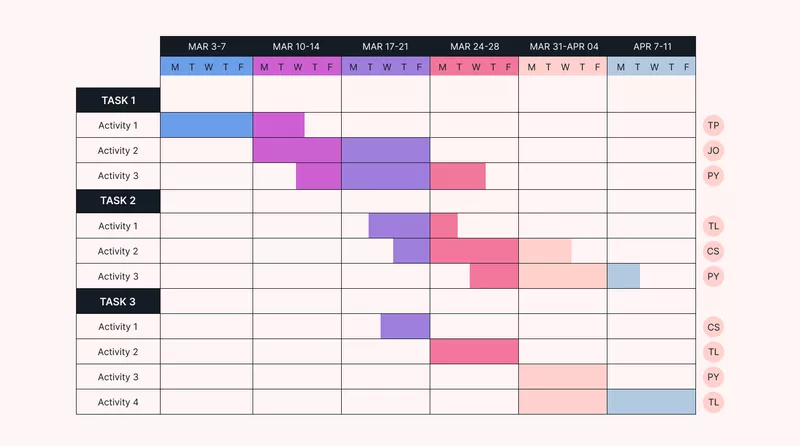 MAR 3-7 MAR 10-14 MAR 17-21 MAR 24-28 MAR 31-APR 04 APR 7-11
M T W T F M T W T F M T W T F M T W T F M T W T F M T W T F
TASK 1
Activity 1 TP
Activity 2 JO
Activity 3 PY
TASK 2
Activity 1 TL
Activity 2 CS
Activity 3 PY
TASK 3
Activity 1 CS
Activity 2 TL
Activity 3 PY
Activity 4 TL